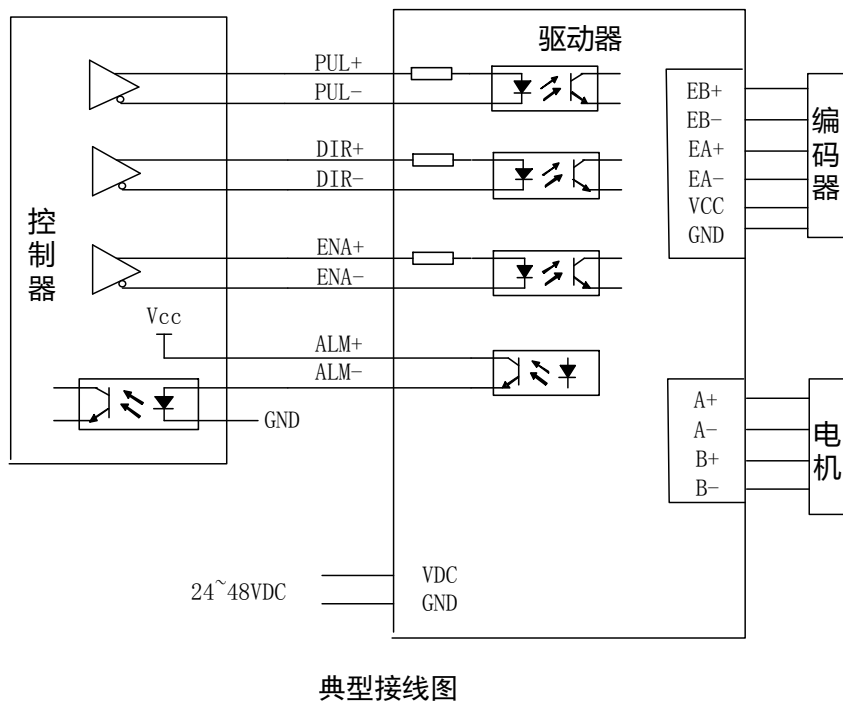 驱动器
控制器
PUL+
PUL-
DIR+
DIR-
ENA+
ENA-
Vcc
ALM+
ALM-
GND
EB+
EB-
EA+
EA-
VCC
GND
编码器
A+
A-
B+
B-
电机
24~48VDC
VDC
GND
典型接线图